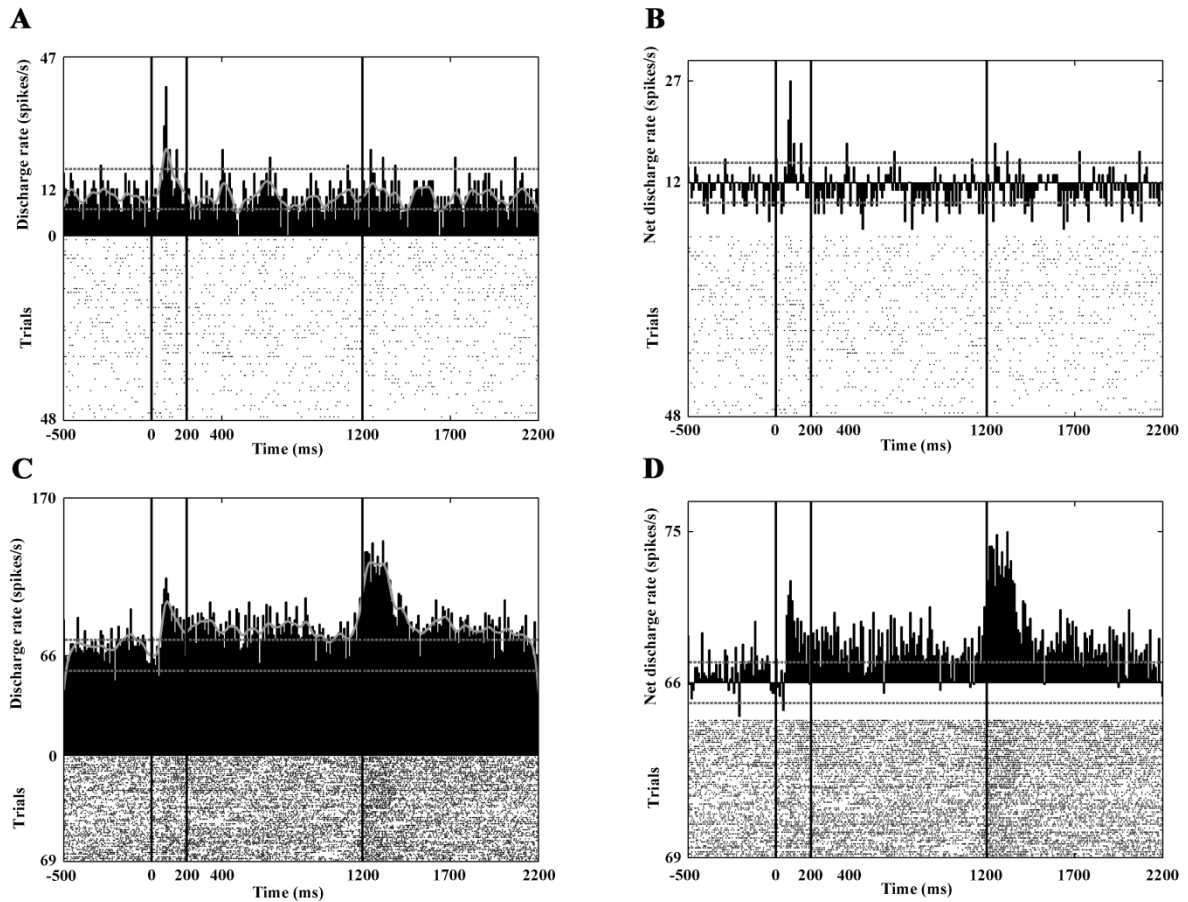 A
47
Discharge rate (spikes/s)
12
0
Trials
48
-500 0 200 400 1200 1700 2200
Time (ms)
B
27
Net discharge rate (spikes/s)
12
Trials
48
-500 0 200 400 1200 1700 2200
Time (ms)
C
170
Discharge rate (spikes/s)
66
0
Trials
69
-500 0 200 400 1200 1700 2200
Time (ms)
D
75
Net discharge rate (spikes/s)
66
Trials
69
-500 0 200 400 1200 1700 2200
Time (ms)